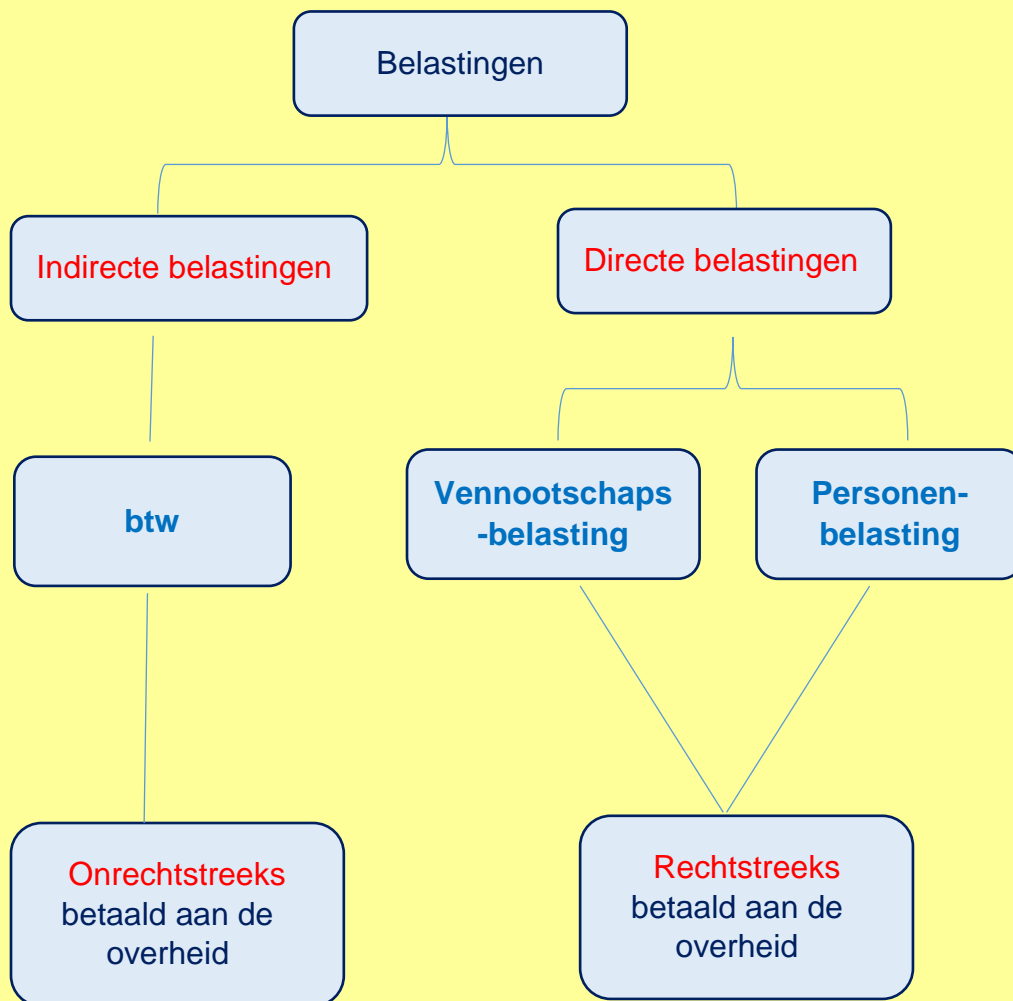 Belastingen
Indirecte belastingen
Directe belastingen
btw
Vennootschaps
-belasting
Personen-
belasting
Onrechtstreeks
betaald aan de
overheid
Rechtstreeks
betaald aan de
overheid